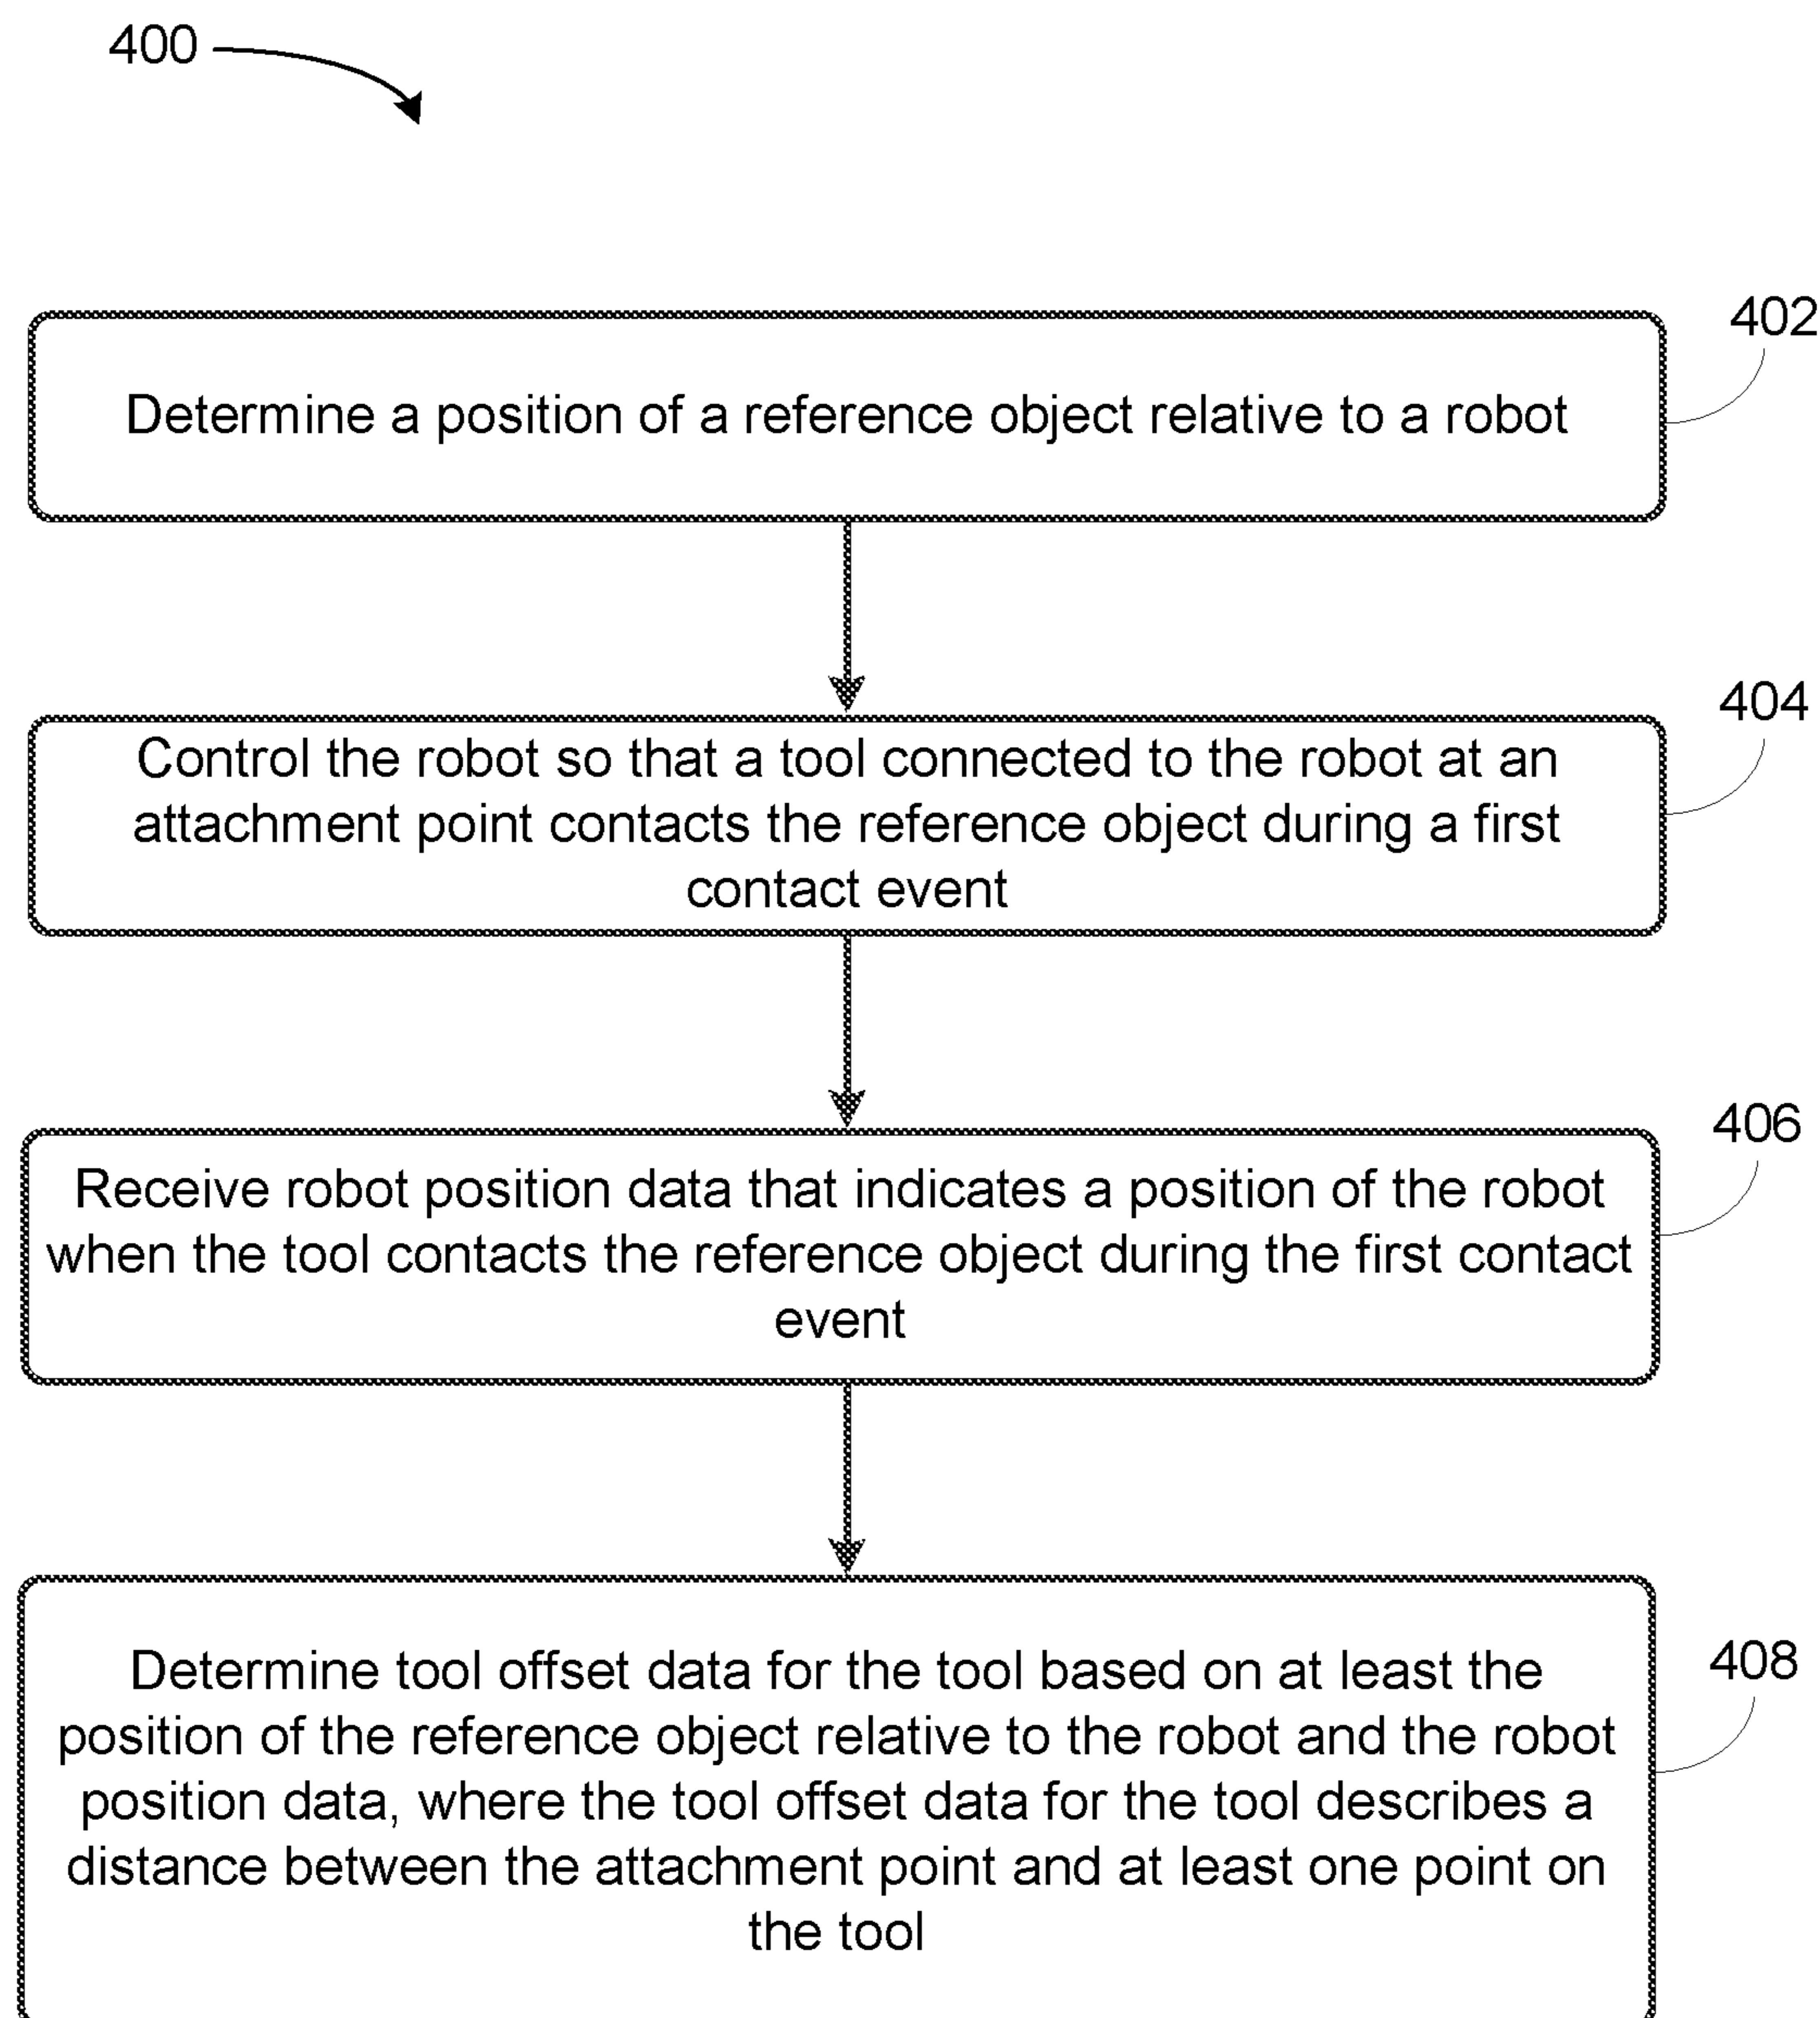 400
402
Determine a position of a reference object relative to a robot
404
Control the robot so that a tool connected to the robot at an
attachment point contacts the reference object during a first
contact event
406
Receive robot position data that indicates a position of the robot
when the tool contacts the reference object during the first contact
event
408
Determine tool offset data for the tool based on at least the
position of the reference object relative to the robot and the robot
position data, where the tool offset data for the tool describes a
distance between the attachment point and at least one point on
the tool